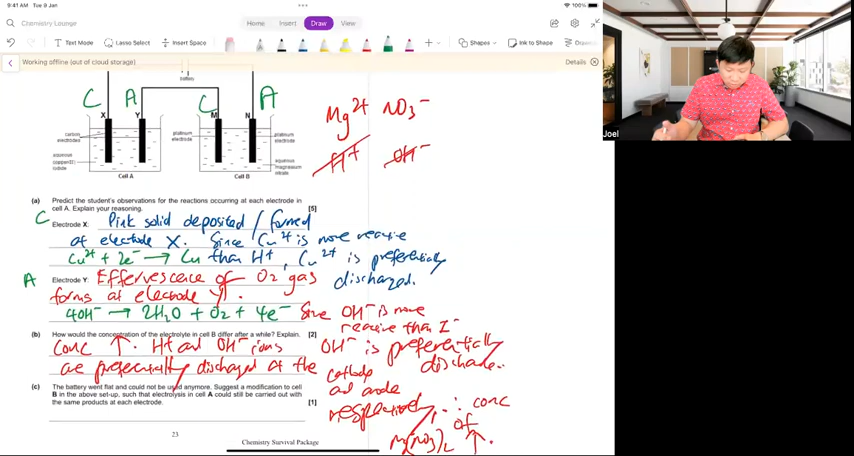 9:41 AM Tue 9 Jan
100%
Chemistry Lounge
Home Insert Draw View
Text Mode Lasso Select Insert Space Shapes Ink to Shape
Working offline (out of cloud storage)
Details
battery
C A C A
X Y M N
carbon electrodes
platinum electrode
platinum electrode
aqueous magnesium nitrate
Cell A
Cell B
Mg2+ NO3-
H+ OH-
Joel
(a) Predict the student's observations for the reactions occurring at each electrode in
cell A. Explain your reasoning. [5]
C Electrode X: Pink solid deposited / formed
at electrode X. Since Cu2+ is more reactive
Cu2+ + 2e- → Cu than H+, Cu2+ is preferentially
discharged.
A Electrode Y: Effervescence of O2 gas
forms at electrode Y.
4OH- → 2H2O + O2 + 4e- Since OH- is more
reactive than I-
OH- is preferentially
discharge.
(b) How would the concentration of the electrolyte in cell B differ after a while? Explain. [2]
conc ↑. H+ and OH- ions
are preferentially discharged at the
cathode
and anode
respectively, ∴ conc
of
Mg(NO3)2 ↑.
(c) The battery went flat and could not be used anymore. Suggest a modification to cell
B in the above set-up, such that electrolysis in cell A could still be carried out with
the same products at each electrode. [1]
23
Chemistry Survival Package